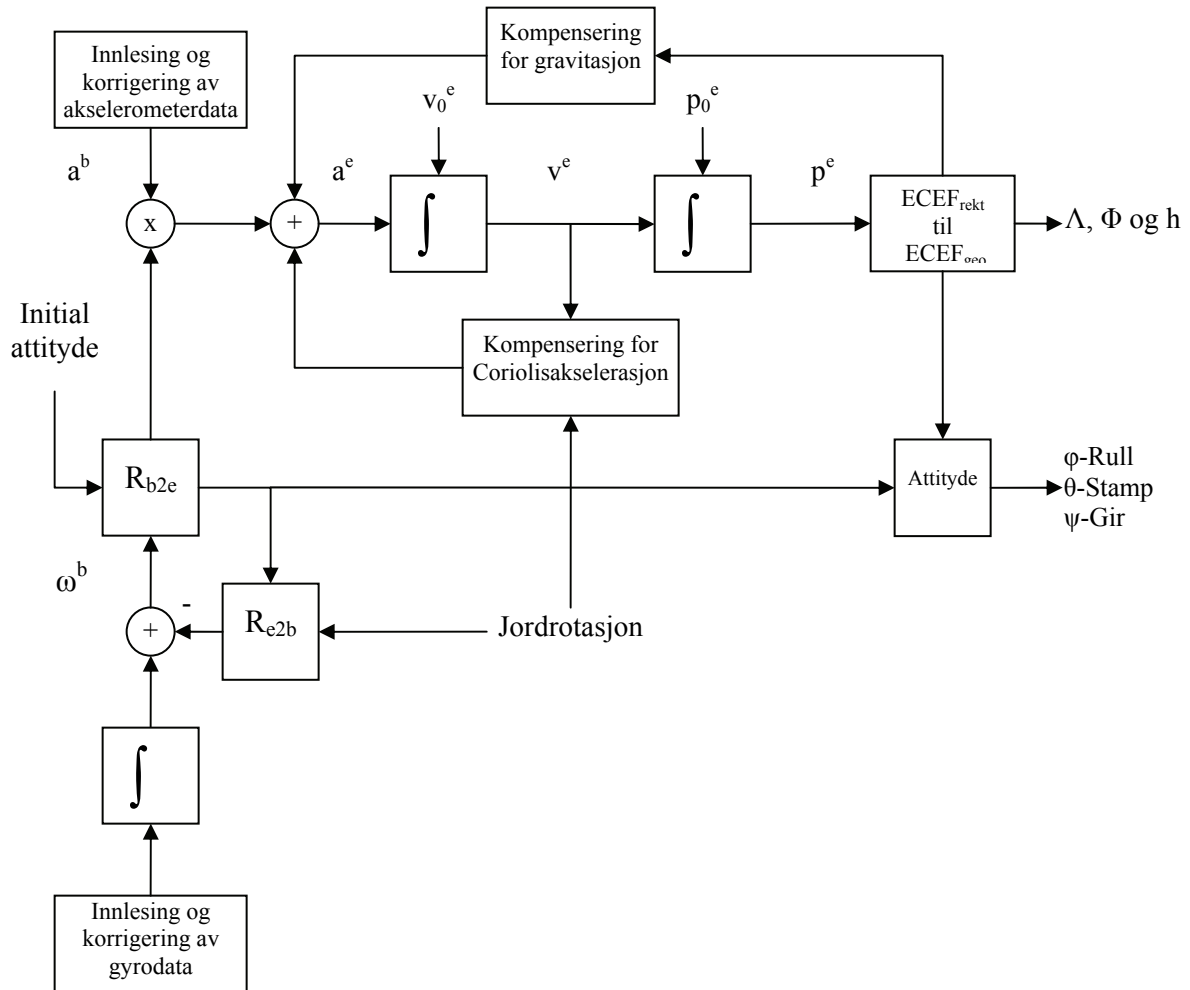 Innlesing og
korrigering av
akselerometerdata
Kompensering
for gravitasjon
v₀ᵉ
p₀ᵉ
aᵇ
aᵉ
vᵉ
pᵉ
x
+
∫
∫
ECEFrekt
til
ECEFgeo
Λ, Φ og h
Initial
attityde
Kompensering for
Coriolisakselerasjon
Rb2e
Attityde
φ-Rull
θ-Stamp
ψ-Gir
ωᵇ
-
+
Re2b
Jordrotasjon
∫
Innlesing og
korrigering av
gyrodata